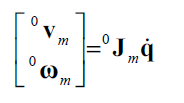 [ ⁰v_m
⁰ω_m ] = ⁰J_m q̇